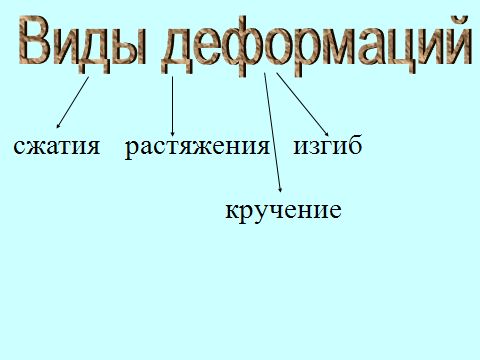 Виды деформаций
сжатия растяжения изгиб
кручение